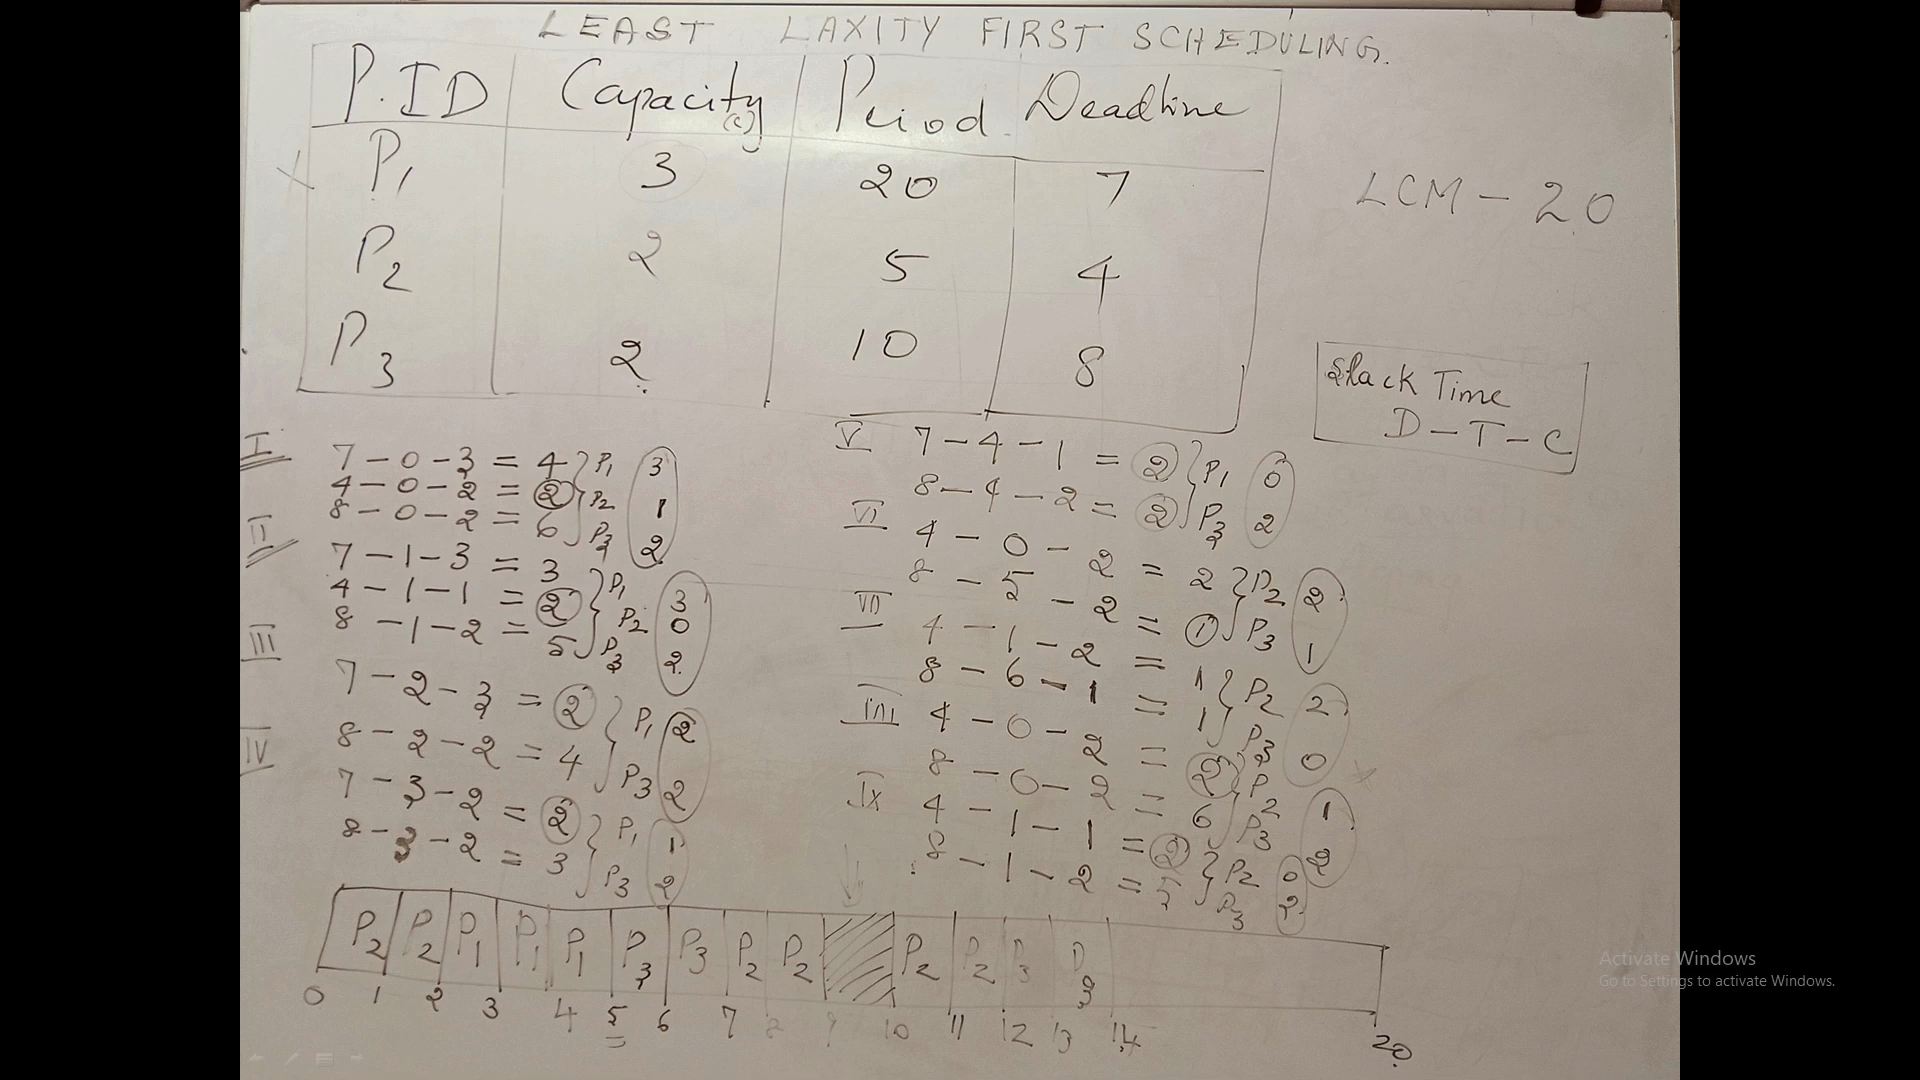 LEAST LAXITY FIRST SCHEDULING.
P.ID Capacity (c) Period Deadline
P1 3 20 7
P2 2 5 4
P3 2 10 8
LCM - 20
Slack Time
D - T - C
I 7 - 0 - 3 = 4 } P1 3
4 - 0 - 2 = 2 } P2 1
8 - 0 - 2 = 6 } P3 2
II 7 - 1 - 3 = 3 } P1 3
4 - 1 - 1 = 2 } P2 0
8 - 1 - 2 = 5 } P3 2
III 7 - 2 - 3 = 2 } P1 2
8 - 2 - 2 = 4 } P3 2
IV 7 - 3 - 2 = 2 } P1 1
8 - 3 - 2 = 3 } P3 2
V 7 - 4 - 1 = 2 } P1 0
8 - 4 - 2 = 2 } P3 2
VI 4 - 0 - 2 = 2 } P2 2
8 - 5 - 2 = 1 } P3 1
VII 4 - 1 - 2 = 1 } P2 2
8 - 6 - 1 = 1 } P3 0
VIII 4 - 0 - 2 = 2 } P2 1
8 - 0 - 2 = 6 } P3 2
IX 4 - 1 - 1 = 2 } P2 0
8 - 1 - 2 = 5 } P3 2
P2 P2 P1 P1 P1 P3 P3 P2 P2 P2 P2 P3 P3
0 1 2 3 4 5 6 7 8 9 10 11 12 13 14 20
Activate Windows
Go to Settings to activate Windows.